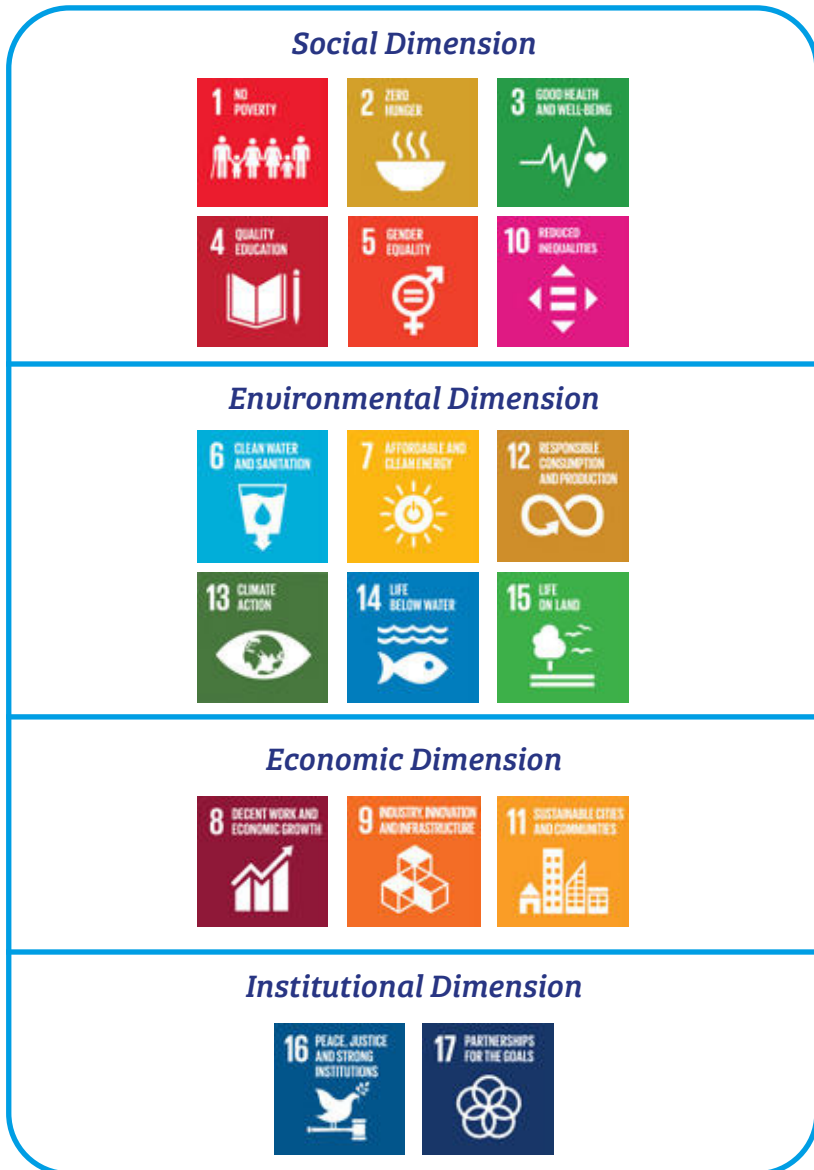 Social Dimension
1 NO
POVERTY
2 ZERO
HUNGER
3 GOOD HEALTH
AND WELL-BEING
4 QUALITY
EDUCATION
5 GENDER
EQUALITY
10 REDUCED
INEQUALITIES
Environmental Dimension
6 CLEAN WATER
AND SANITATION
7 AFFORDABLE AND
CLEAN ENERGY
12 RESPONSIBLE
CONSUMPTION
AND PRODUCTION
13 CLIMATE
ACTION
14 LIFE
BELOW WATER
15 LIFE
ON LAND
Economic Dimension
8 DECENT WORK AND
ECONOMIC GROWTH
9 INDUSTRY, INNOVATION
AND INFRASTRUCTURE
11 SUSTAINABLE CITIES
AND COMMUNITIES
Institutional Dimension
16 PEACE, JUSTICE
AND STRONG
INSTITUTIONS
17 PARTNERSHIPS
FOR THE GOALS